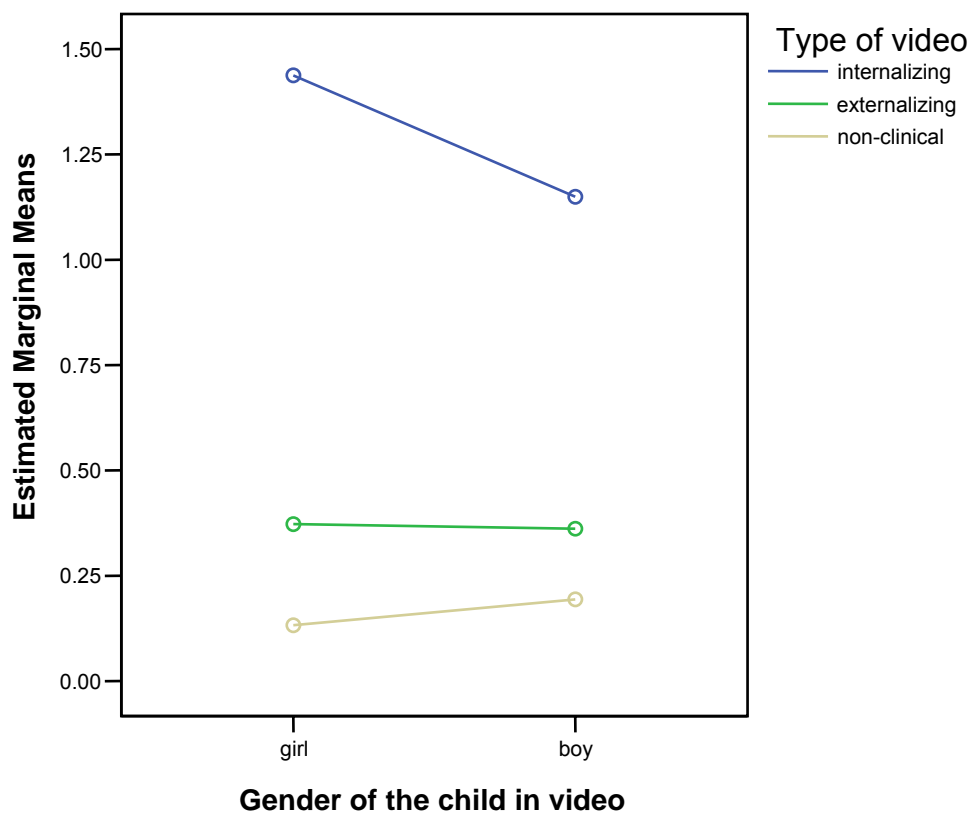 Type of video
internalizing
externalizing
non-clinical
Estimated Marginal Means
1.50
1.25
1.00
0.75
0.50
0.25
0.00
girl
boy
Gender of the child in video